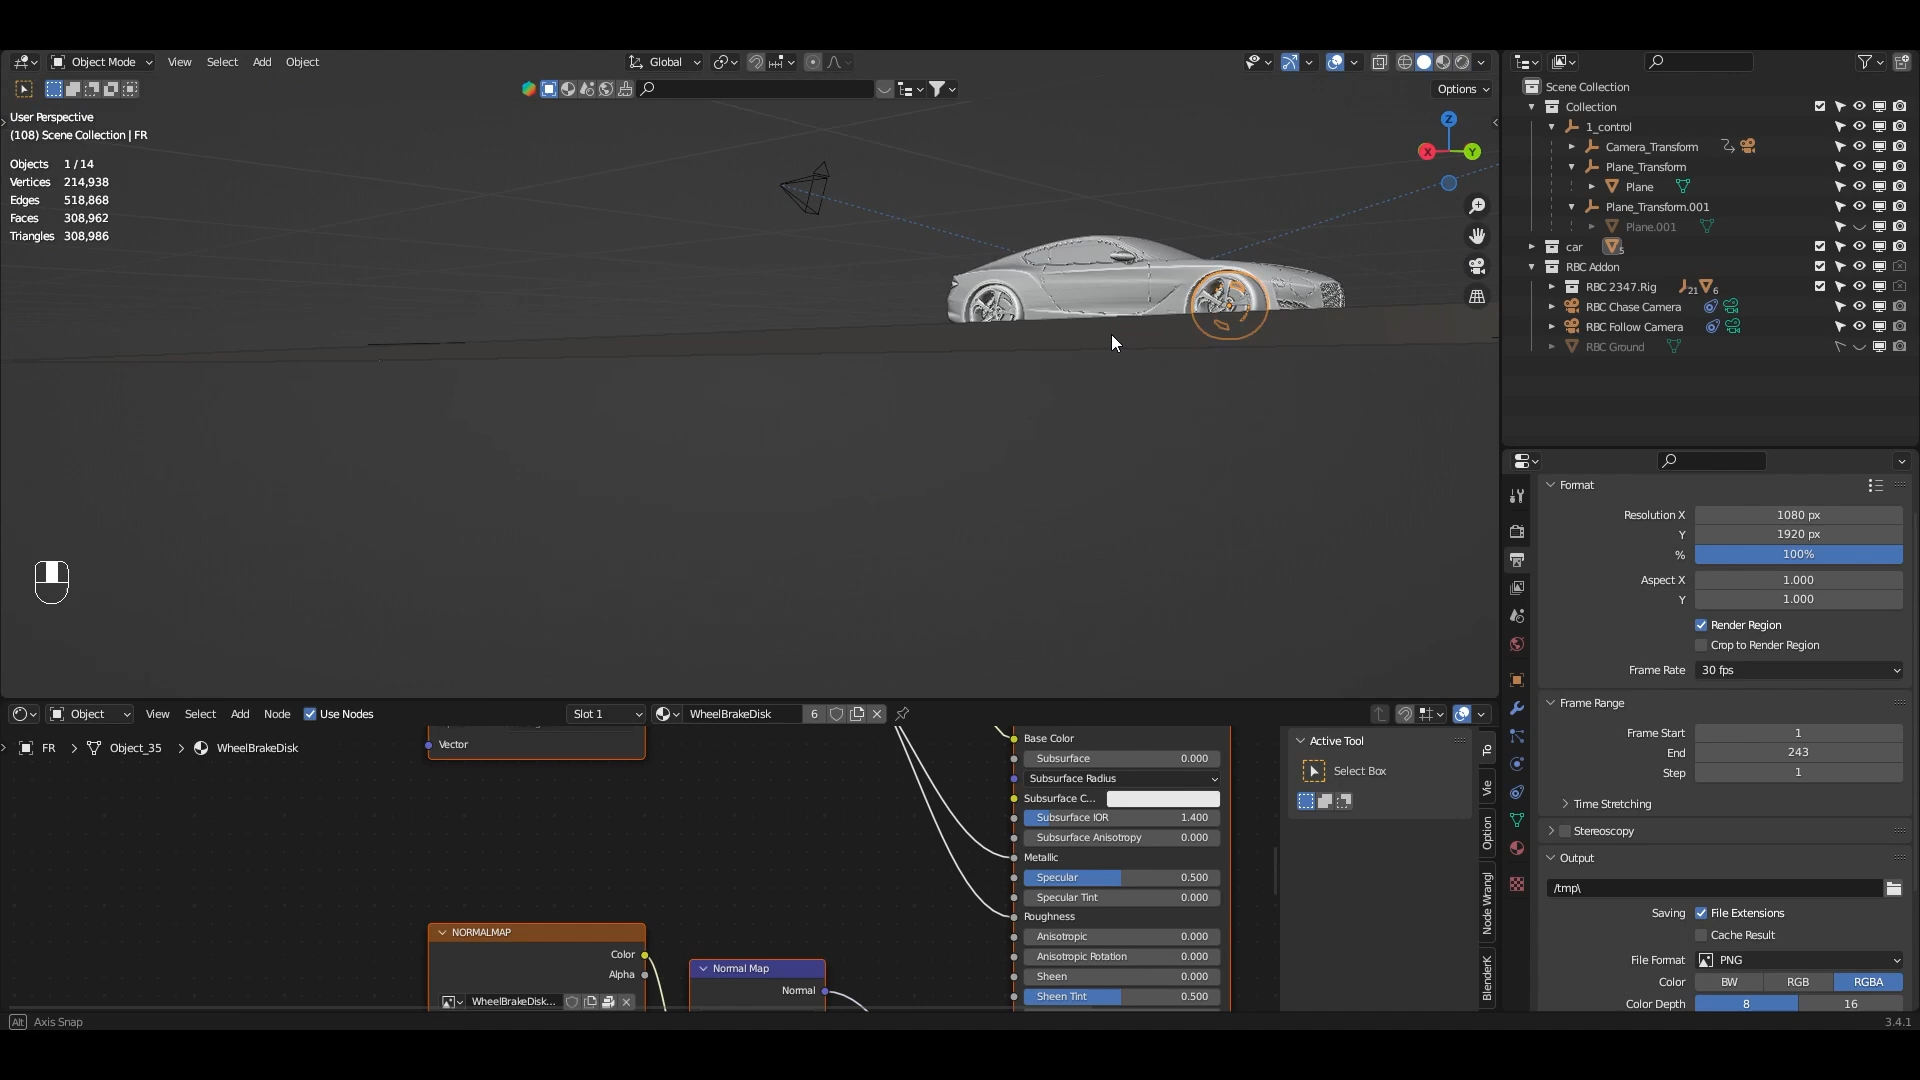 Object Mode
View
Select
Add
Object
Global
Options
User Perspective
(108) Scene Collection | FR
Objects 1 / 14
Vertices 214,938
Edges 518,868
Faces 308,962
Triangles 308,986
Z
X
Y
Scene Collection
Collection
1_control
Camera_Transform
Plane_Transform
Plane
Plane_Transform.001
Plane.001
car 5
RBC Addon
RBC 2347.Rig 21 6
RBC Chase Camera
RBC Follow Camera
RBC Ground
Format
Resolution X 1080 px
Y 1920 px
% 100%
Aspect X 1.000
Y 1.000
Render Region
Crop to Render Region
Frame Rate 30 fps
Frame Range
Frame Start 1
End 243
Step 1
Time Stretching
Stereoscopy
Output
/tmp\
Saving File Extensions
Cache Result
File Format PNG
Color BW RGB RGBA
Color Depth 8 16
Object
View
Select
Add
Node
Use Nodes
Slot 1
WheelBrakeDisk
6
FR
Object_35
WheelBrakeDisk
Vector
NORMALMAP
Color
Alpha
WheelBrakeDisk...
Normal Map
Normal
Base Color
Subsurface 0.000
Subsurface Radius
Subsurface C...
Subsurface IOR 1.400
Subsurface Anisotropy 0.000
Metallic
Specular 0.500
Specular Tint 0.000
Roughness
Anisotropic 0.000
Anisotropic Rotation 0.000
Sheen 0.000
Sheen Tint 0.500
Active Tool
Select Box
To
Vie
Option
Node Wrangl
BlenderK
Alt Axis Snap
3.4.1